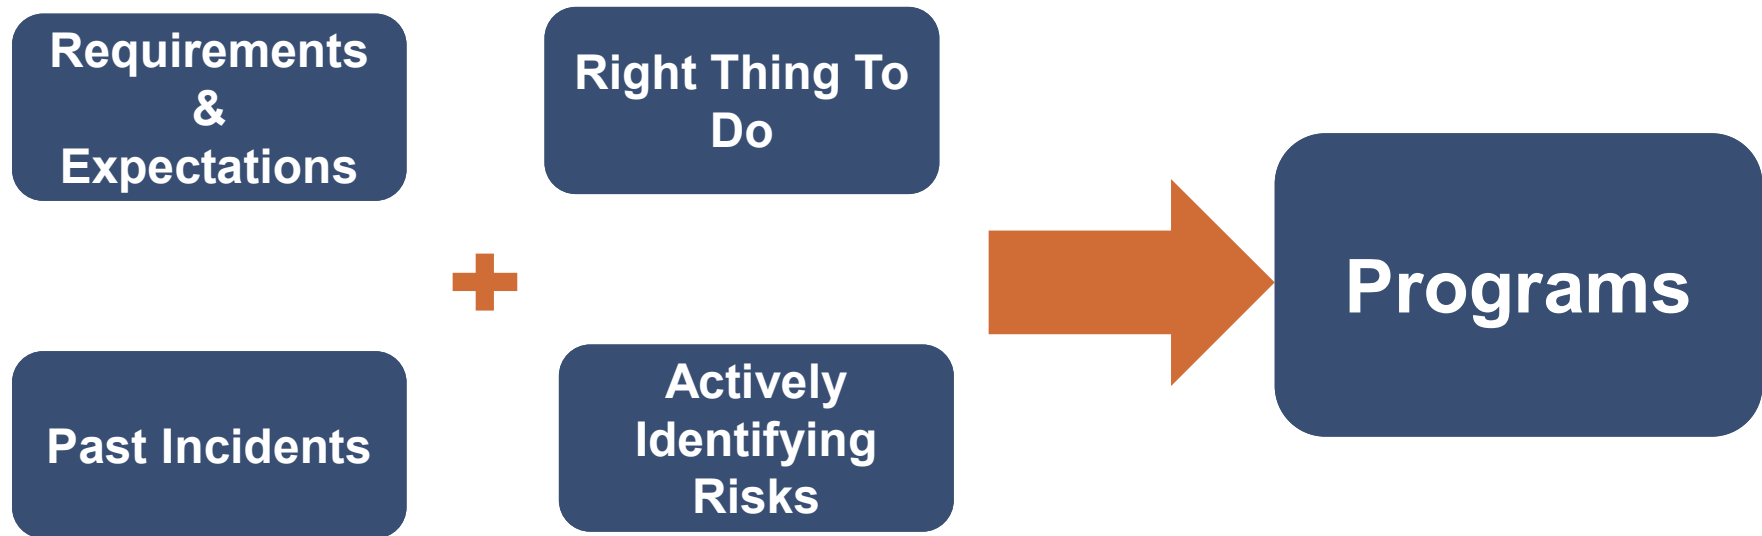 Requirements
&
Expectations
Right Thing To
Do
Past Incidents
Actively
Identifying
Risks
Programs